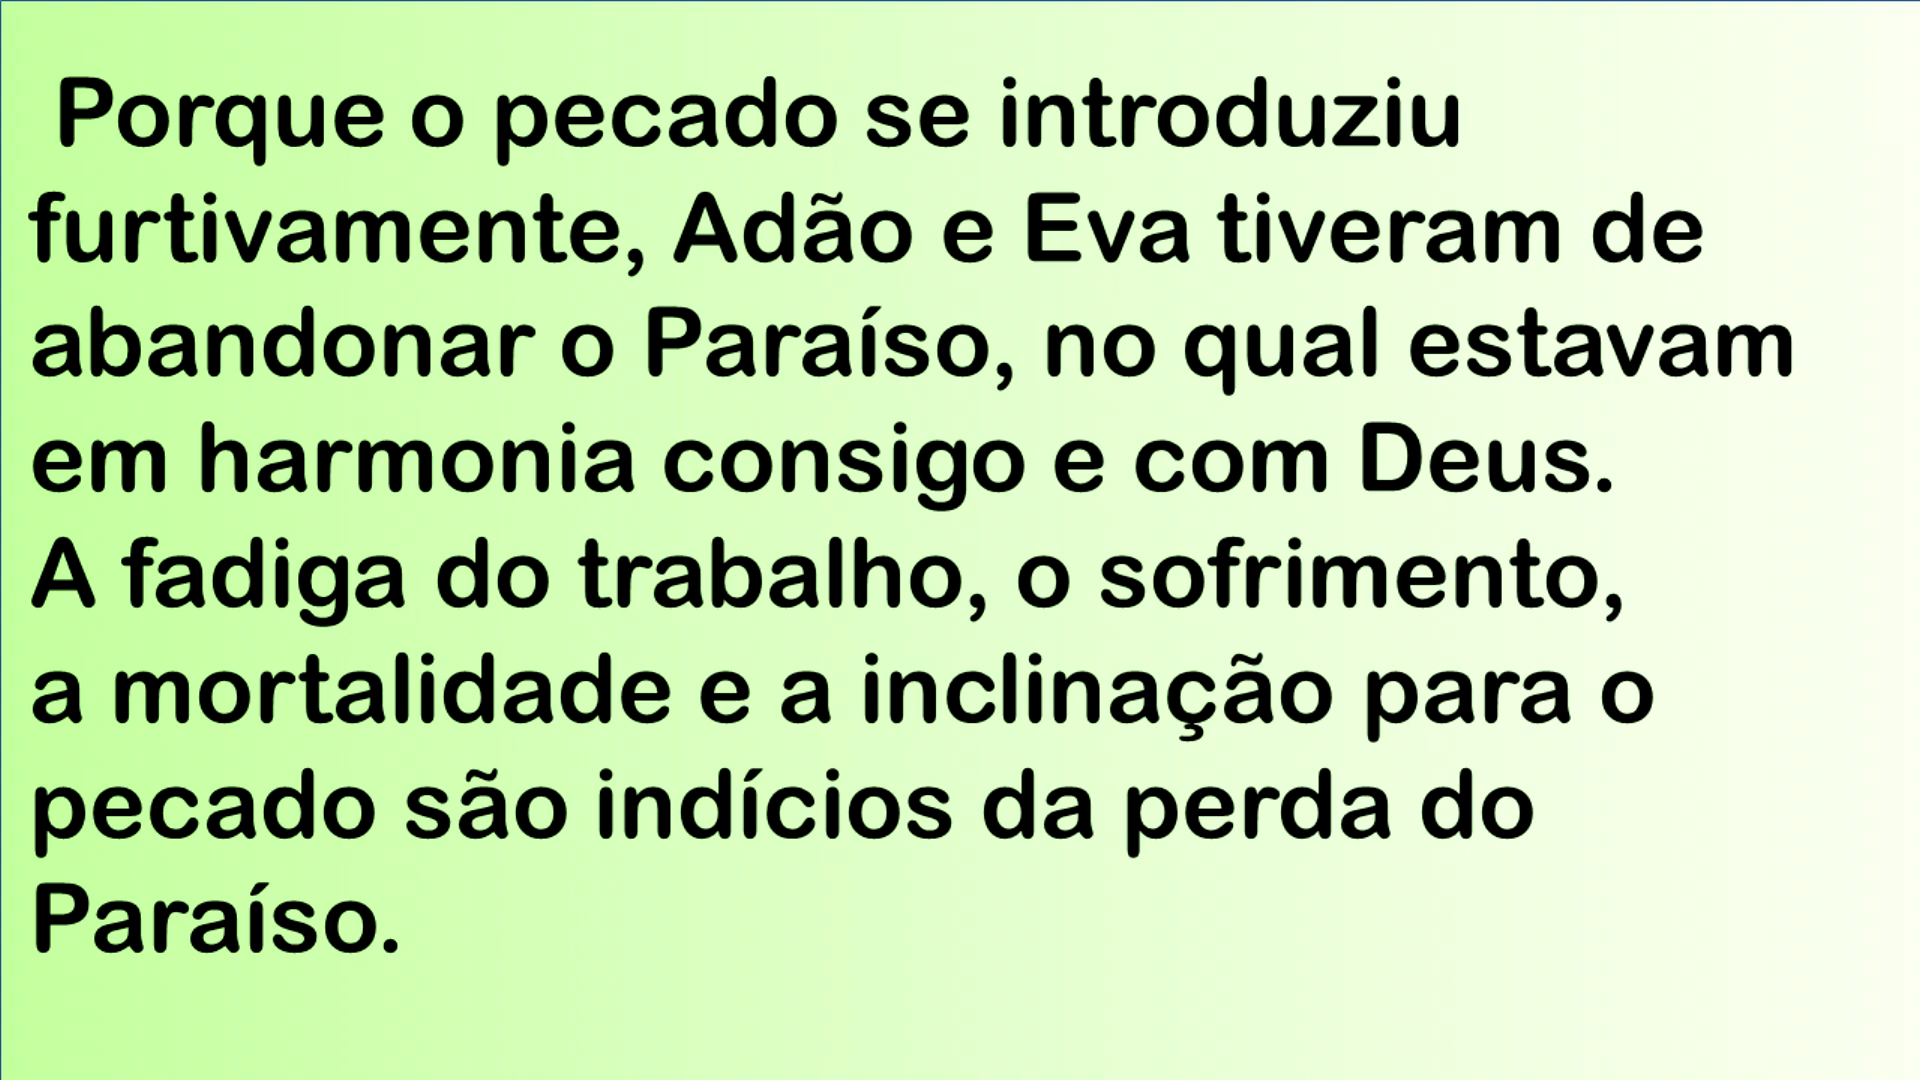 Porque o pecado se introduziu
furtivamente, Adão e Eva tiveram de
abandonar o Paraíso, no qual estavam
em harmonia consigo e com Deus.
A fadiga do trabalho, o sofrimento,
a mortalidade e a inclinação para o
pecado são indícios da perda do
Paraíso.